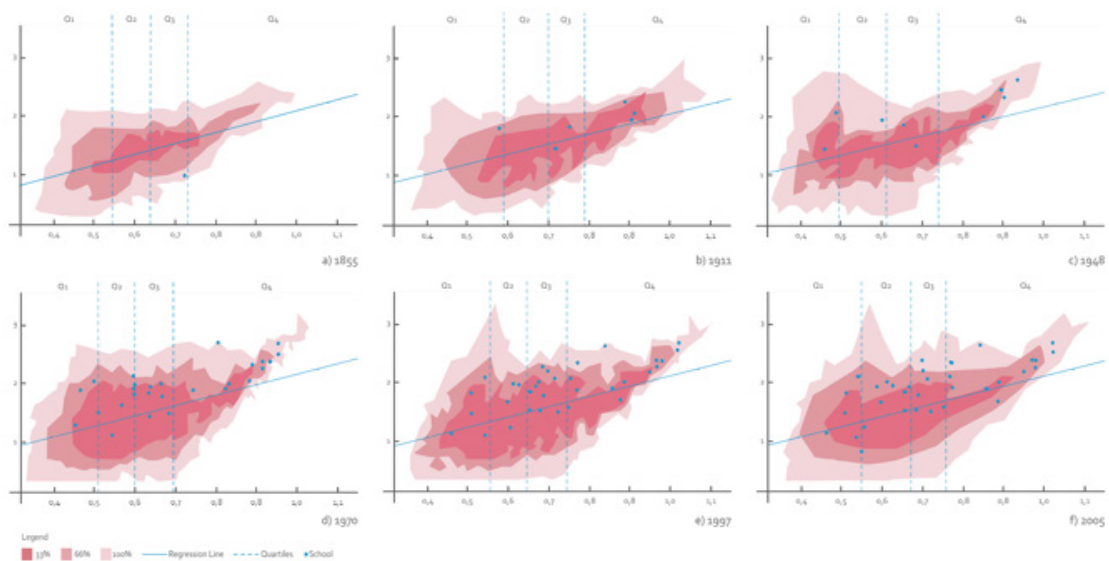 Q1 Q2 Q3 Q4
3
2
1
0,4 0,5 0,6 0,7 0,8 0,8 1,0 1,1
a) 1855
Q1 Q2 Q3 Q4
3
2
1
0,4 0,5 0,6 0,7 0,8 0,8 1,0 1,1
b) 1911
Q1 Q2 Q3 Q4
3
2
1
0,4 0,5 0,6 0,7 0,8 0,8 1,0 1,1
c) 1948
Q1 Q2 Q3 Q4
3
2
1
0,4 0,5 0,6 0,7 0,8 0,8 1,0 1,1
d) 1970
Q1 Q2 Q3 Q4
3
2
1
0,4 0,5 0,6 0,7 0,8 0,8 1,0 1,1
e) 1997
Q1 Q2 Q3 Q4
3
2
1
0,4 0,5 0,6 0,7 0,8 0,8 1,0 1,1
f) 2005
Legend
33% 66% 100% Regression Line Quartiles School